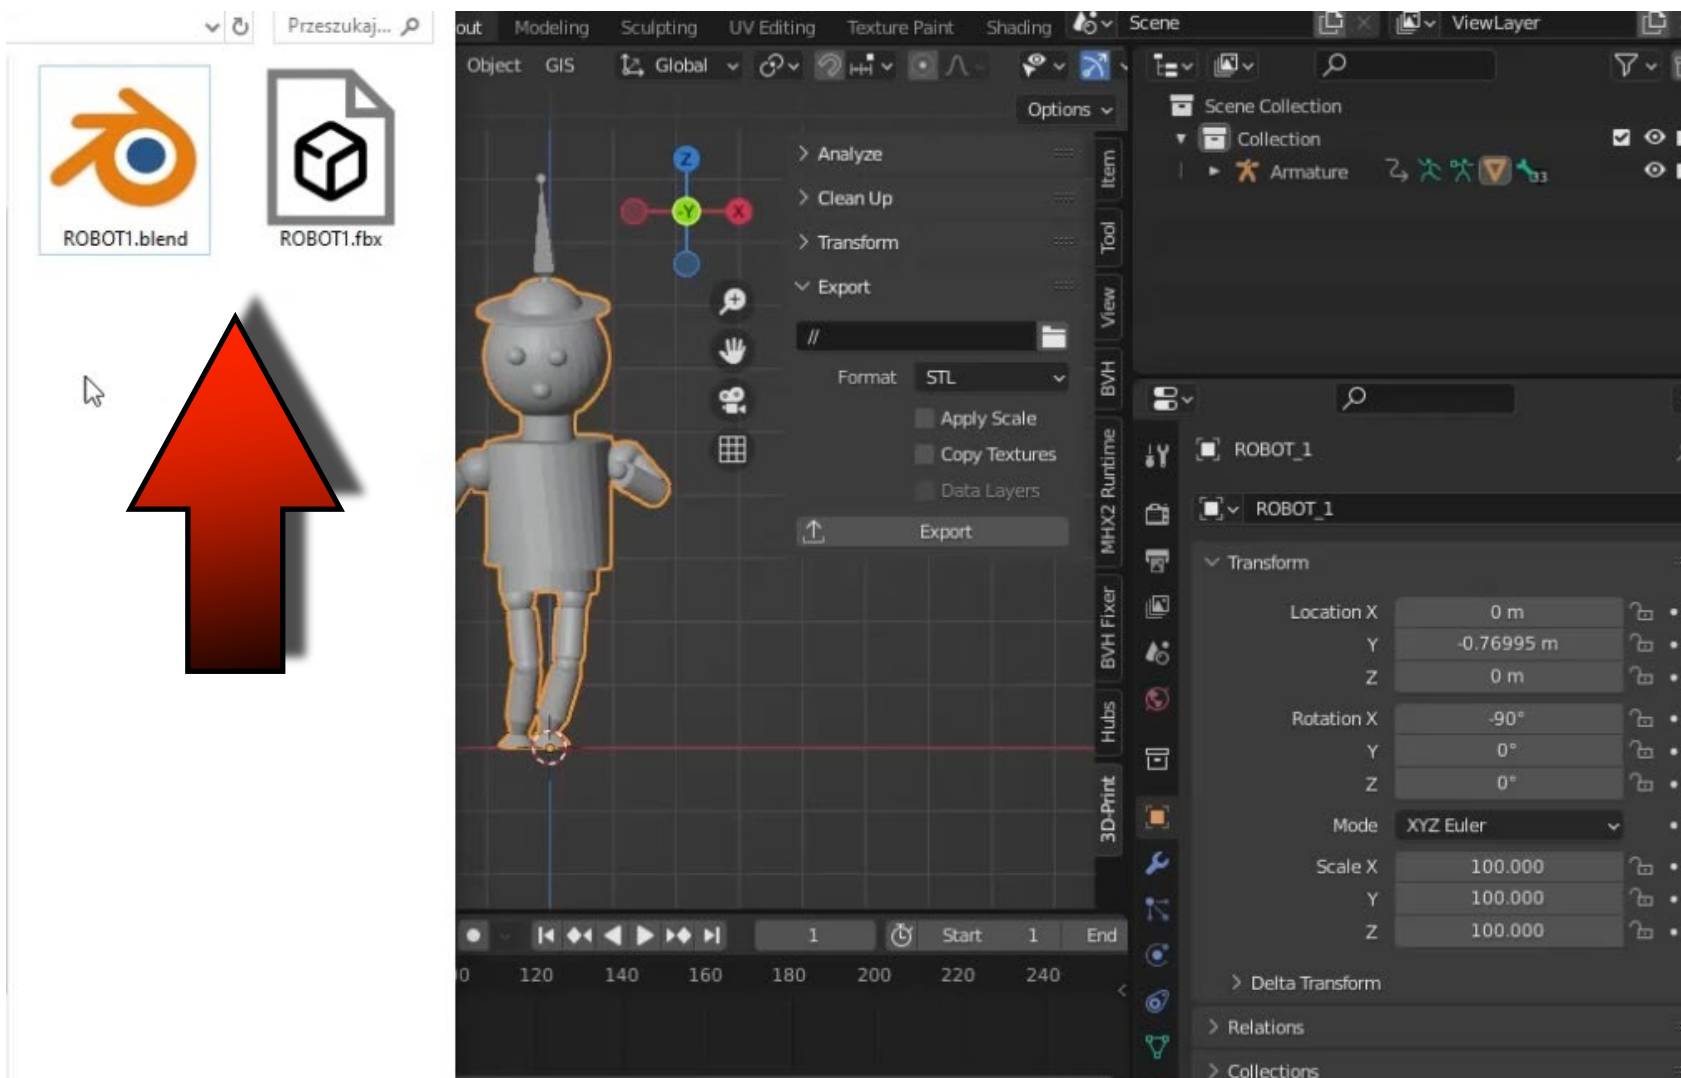 Przeszukaj...
ROBOT1.blend
ROBOT1.fbx
out Modeling Sculpting UV Editing Texture Paint Shading
Scene
ViewLayer
Object GIS Global
Options
Z
-Y
X
Analyze
Clean Up
Transform
Export
//
Format STL
Apply Scale
Copy Textures
Data Layers
Export
Item
Tool
View
BVH
MHX2 Runtime
BVH Fixer
Hubs
3D-Print
1
Start 1
End
120 140 160 180 200 220 240
Scene Collection
Collection
Armature
33
ROBOT_1
ROBOT_1
Transform
Location X 0 m
Y -0.76995 m
Z 0 m
Rotation X -90°
Y 0°
Z 0°
Mode XYZ Euler
Scale X 100.000
Y 100.000
Z 100.000
Delta Transform
Relations
Collections